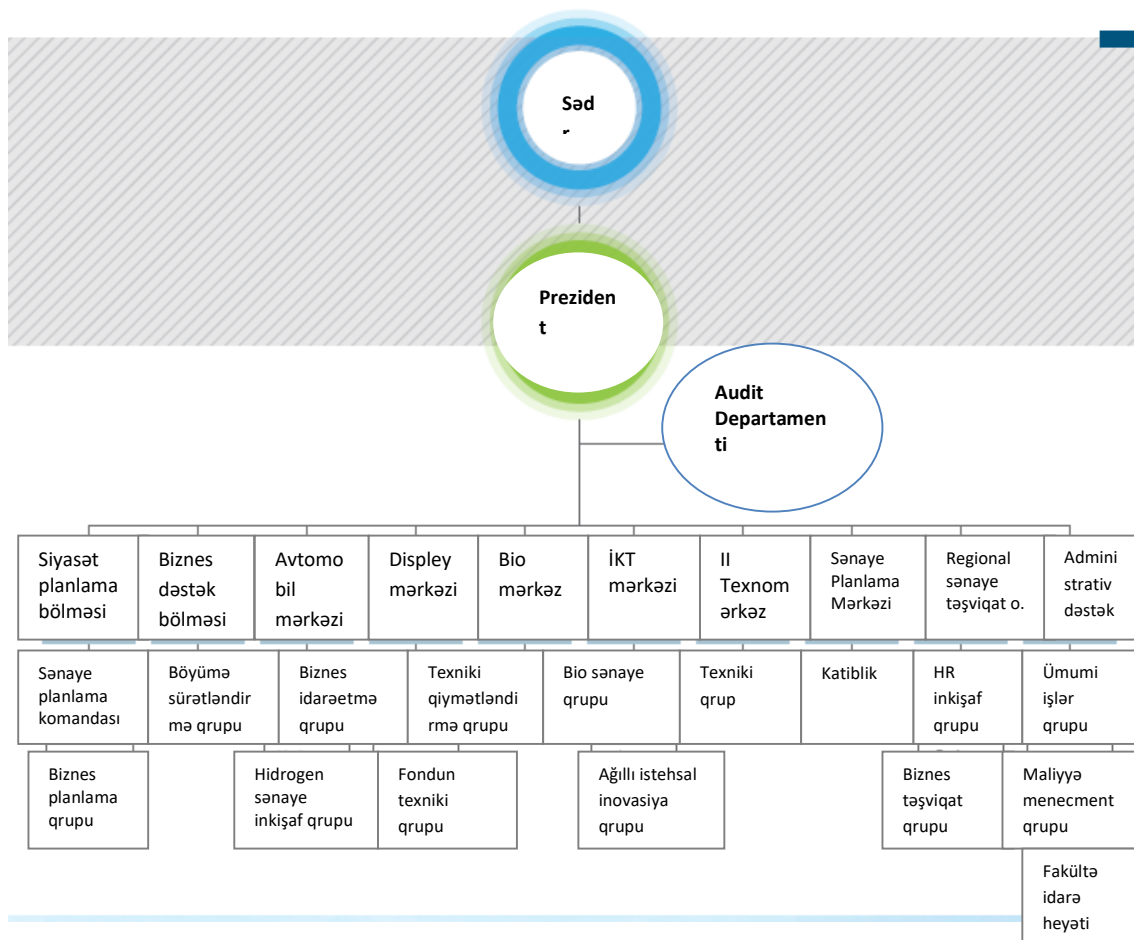 Səd
r
Preziden
t
Audit
Departamen
ti
Siyasət
planlama
bölməsi
Biznes
dəstək
bölməsi
Avtomo
bil
mərkəzi
Displey
mərkəzi
Bio
mərkəz
İKT
mərkəzi
II
Texnom
ərkəz
Sənaye
Planlama
Mərkəzi
Regional
sənaye
təşviqat o.
Admini
strativ
dəstək
Sənaye
planlama
komandası
Böyümə
sürətləndir
mə qrupu
Biznes
idarəetmə
qrupu
Texniki
qiymətləndi
rmə qrupu
Bio sənaye
qrupu
Texniki
qrup
Katiblik
HR
inkişaf
qrupu
Ümumi
işlər
qrupu
Biznes
planlama
qrupu
Hidrogen
sənaye
inkişaf qrupu
Fondun
texniki
qrupu
Ağıllı istehsal
inovasiya
qrupu
Biznes
təşviqat
qrupu
Maliyyə
menecment
qrupu
Fakültə
idarə
heyəti